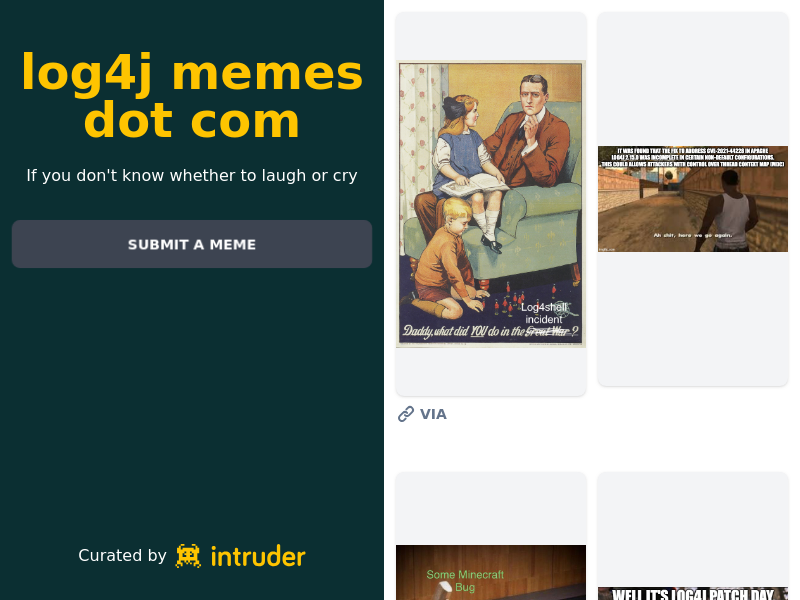 log4j memes
dot com
If you don't know whether to laugh or cry
SUBMIT A MEME
Curated by intruder
Log4shell
incident
Daddy, what did YOU do in the Great War?
VIA
IT WAS FOUND THAT THE FIX TO ADDRESS CVE-2021-44228 IN APACHE
LOG4J 2.15.0 WAS INCOMPLETE IN CERTAIN NON-DEFAULT CONFIGURATIONS.
THIS COULD ALLOWS ATTACKERS WITH CONTROL OVER THREAD CONTEXT MAP (MDC)
Ah shit, here we go again.
imgflip.com
Some Minecraft
Bug
WELL IT'S LOG4J PATCH DAY